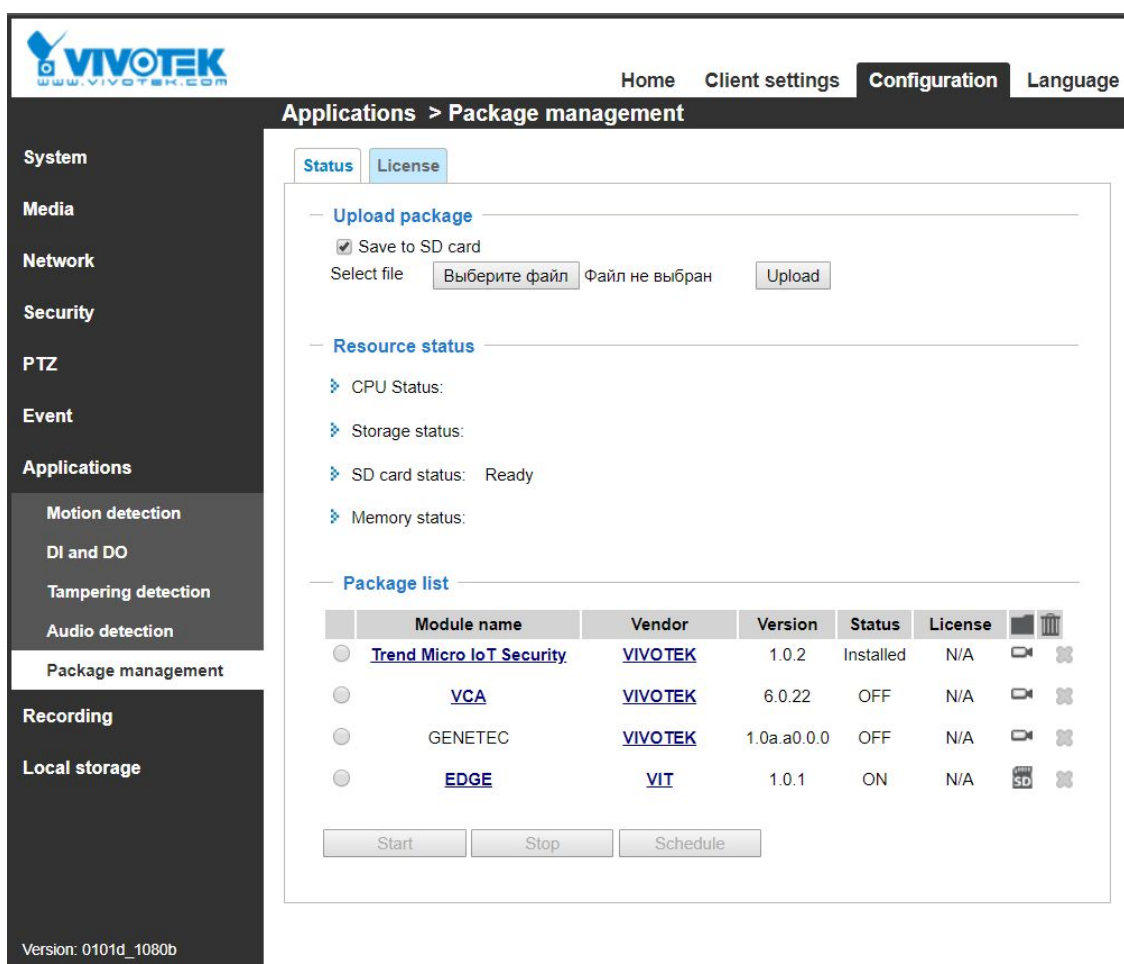 VIVOTEK
www.vivotek.com
Home Client settings Configuration Language
Applications > Package management
System
Media
Network
Security
PTZ
Event
Applications
Motion detection
DI and DO
Tampering detection
Audio detection
Package management
Recording
Local storage
Version: 0101d_1080b
Status License
Upload package
Save to SD card
Select file Выберите файл Файл не выбран Upload
Resource status
CPU Status:
Storage status:
SD card status: Ready
Memory status:
Package list
Module name Vendor Version Status License
Trend Micro IoT Security VIVOTEK 1.0.2 Installed N/A
VCA VIVOTEK 6.0.22 OFF N/A
GENETEC VIVOTEK 1.0a.a0.0.0 OFF N/A
EDGE VIT 1.0.1 ON N/A SD
Start Stop Schedule